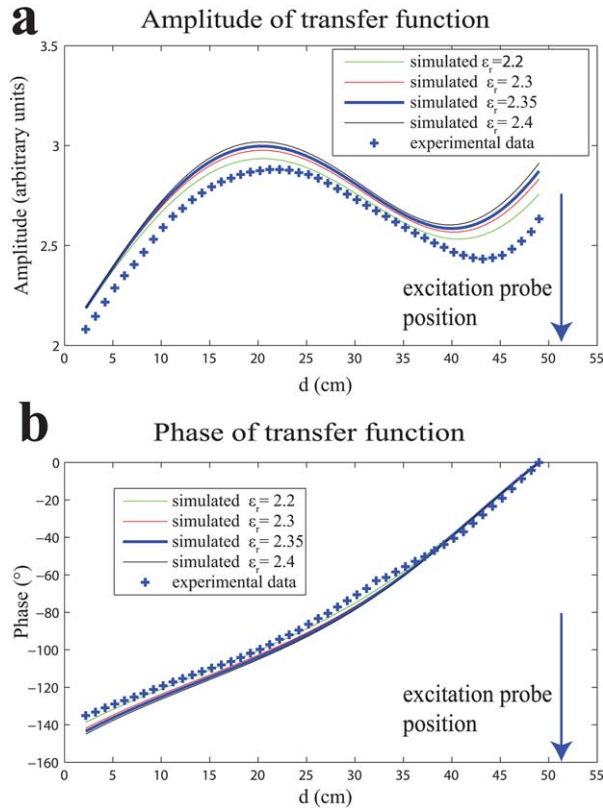 a
Amplitude of transfer function
3.5
3
2.5
2
Amplitude (arbitrary units)
simulated εr=2.2
simulated εr=2.3
simulated εr=2.35
simulated εr=2.4
experimental data
excitation probe
position
0 5 10 15 20 25 30 35 40 45 50 55
d (cm)
b
Phase of transfer function
0
−20
−40
−60
−80
−100
−120
−140
−160
Phase (°)
simulated εr= 2.2
simulated εr= 2.3
simulated εr= 2.35
simulated εr= 2.4
experimental data
excitation probe
position
0 5 10 15 20 25 30 35 40 45 50 55
d (cm)